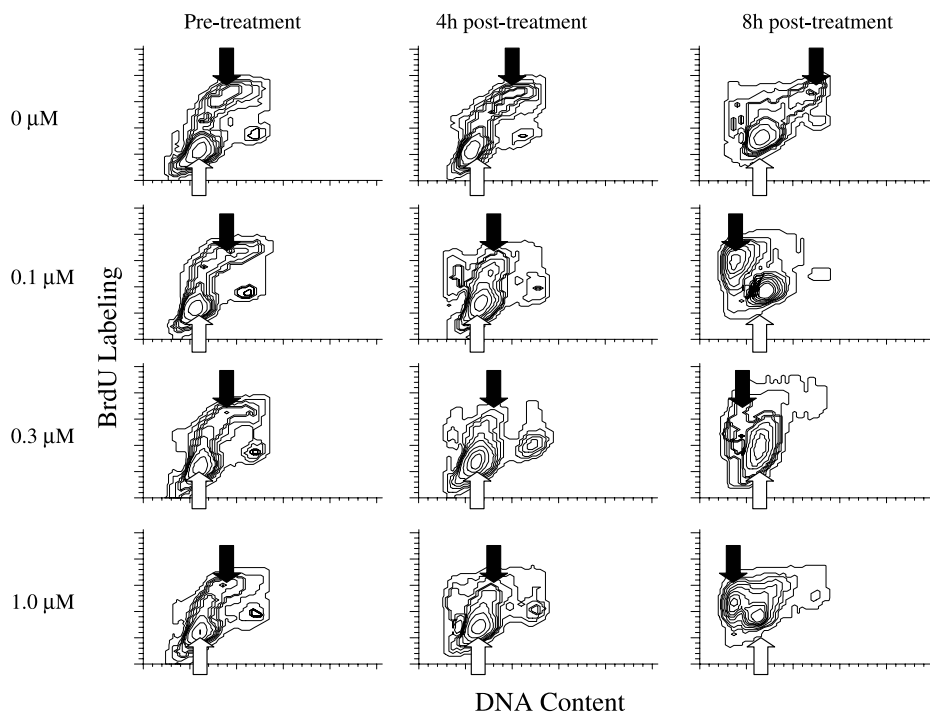 Pre-treatment 4h post-treatment 8h post-treatment
0 μM
0.1 μM
0.3 μM
1.0 μM
BrdU Labeling
DNA Content